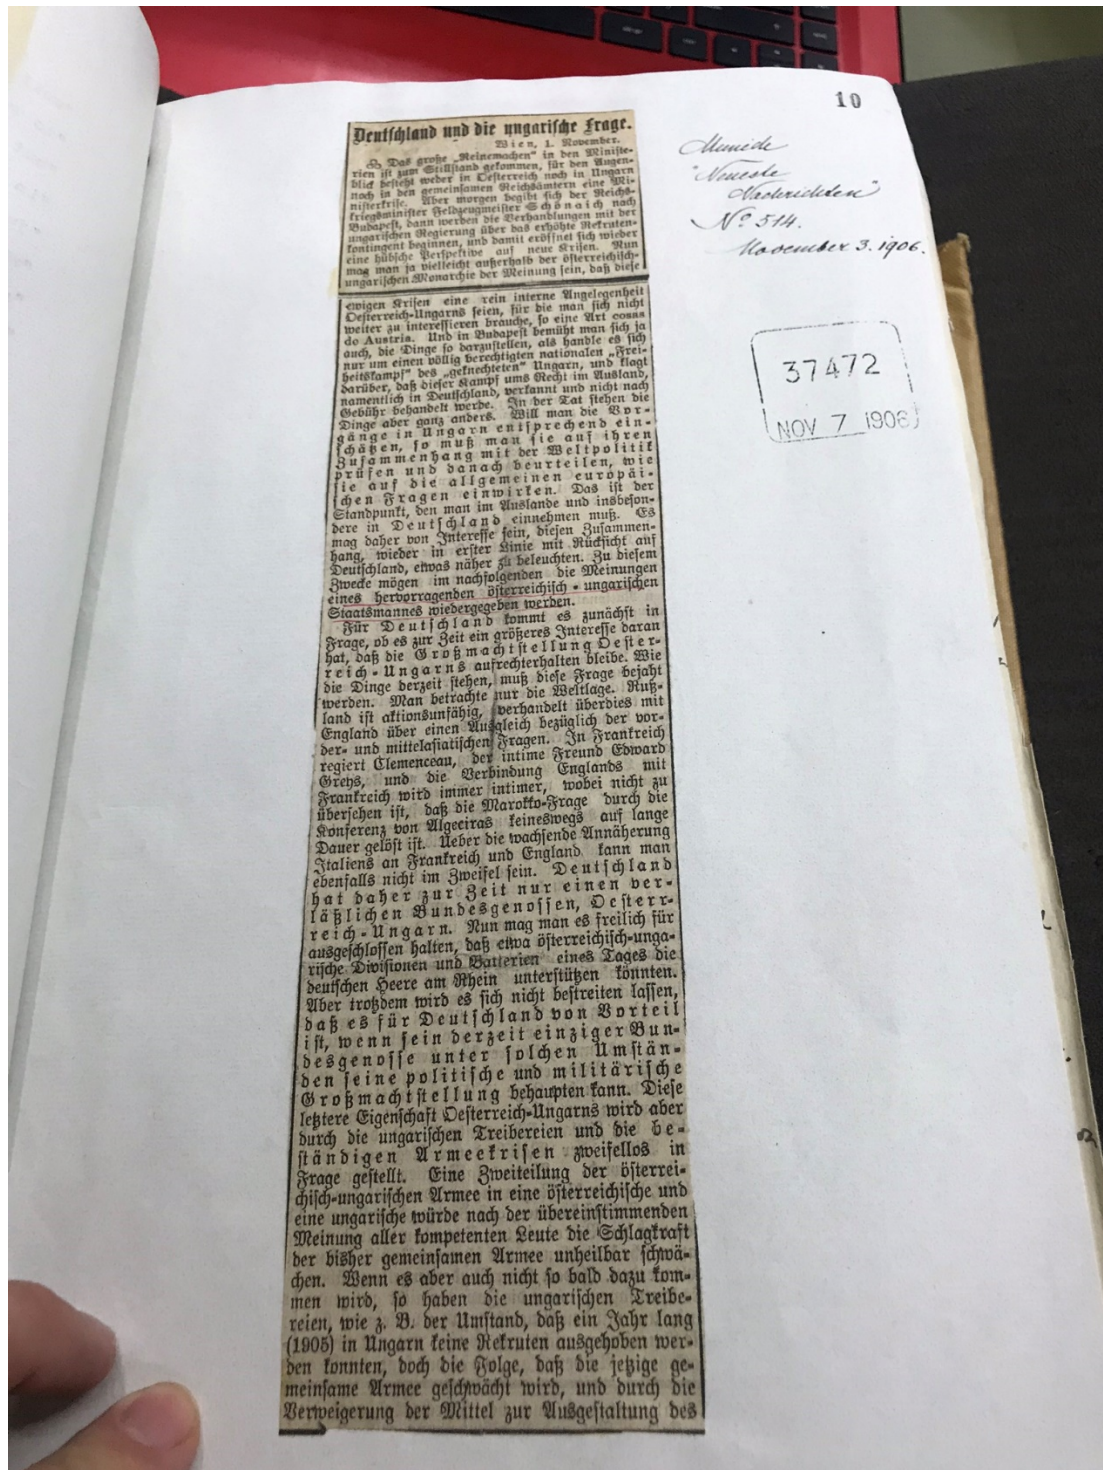 10
Munich
"Neueste
Nachrichten"
Nº 514.
November 3. 1906.
37472
NOV 7 1906
Deutschland und die ungarische Frage.
Wien, 1. November.
Das große „Reinemachen“ in den Ministe-
rien ist zum Stillstand gekommen, für den Augen-
blick besteht weder in Oesterreich noch in Ungarn
noch in den gemeinsamen Reichsämtern eine Mi-
nisterkrise. Aber morgen begibt sich der Reichs-
kriegsminister Feldzeugmeister Schönaich nach
Budapest, dann werden die Verhandlungen mit der
ungarischen Regierung über das erhöhte Rekruten-
kontingent beginnen, und damit eröffnet sich wieder
eine hübsche Perspektive auf neue Krisen. Nun
mag man ja vielleicht außerhalb der österreichisch-
ungarischen Monarchie der Meinung sein, daß diese
ewigen Krisen eine rein interne Angelegenheit
Oesterreich-Ungarns seien, für die man sich nicht
weiter zu interessieren brauche, so eine Art cosas
do Austria. Und in Budapest bemüht man sich ja
auch, die Dinge so darzustellen, als handle es sich
nur um einen völlig berechtigten nationalen „Frei-
heitskampf“ des „geknechteten“ Ungarn, und klagt
darüber, daß dieser Kampf ums Recht im Ausland,
namentlich in Deutschland, verkannt und nicht nach
Gebühr behandelt werde. In der Tat stehen die
Dinge aber ganz anders. Will man die Vor-
gänge in Ungarn entsprechend ein-
schätzen, so muß man sie auf ihren
Zusammenhang mit der Weltpolitik
prüfen und danach beurteilen, wie
sie auf die allgemeinen europäi-
schen Fragen einwirken. Das ist der
Standpunkt, den man im Auslande und insbeson-
dere in Deutschland einnehmen muß. Es
mag daher von Interesse sein, diesen Zusammen-
hang, wieder in erster Linie mit Rücksicht auf
Deutschland, etwas näher zu beleuchten. Zu diesem
Zwecke mögen im nachfolgenden die Meinungen
eines hervorragenden österreichisch-ungarischen
Staatsmannes wiedergegeben werden.
Für Deutschland kommt es zunächst in
Frage, ob es zur Zeit ein größeres Interesse daran
hat, daß die Großmachtstellung Oester-
reich-Ungarns aufrechterhalten bleibe. Wie
die Dinge derzeit stehen, muß diese Frage bejaht
werden. Man betrachte nur die Weltlage. Ruß-
land ist aktionsunfähig, verhandelt überdies mit
England über einen Ausgleich bezüglich der vor-
der- und mittelasiatischen Fragen. In Frankreich
regiert Clemenceau, der intime Freund Edward
Greys, und die Verbindung Englands mit
Frankreich wird immer intimer, wobei nicht zu
übersehen ist, daß die Marokko-Frage durch die
Konferenz von Algeciras keineswegs auf lange
Dauer gelöst ist. Ueber die wachsende Annäherung
Italiens an Frankreich und England kann man
ebenfalls nicht im Zweifel sein. Deutschland
hat daher zur Zeit nur einen ver-
läßlichen Bundesgenossen, Oesterr-
reich-Ungarn. Nun mag man es freilich für
ausgeschlossen halten, daß etwa österreichisch-unga-
rische Divisionen und Batterien eines Tages die
deutschen Heere am Rhein unterstützen könnten.
Aber trotzdem wird es sich nicht bestreiten lassen,
daß es für Deutschland von Vorteil
ist, wenn sein derzeit einziger Bun-
desgenosse unter solchen Umstän-
den seine politische und militärische
Großmachtstellung behaupten kann. Diese
letztere Eigenschaft Oesterreich-Ungarns wird aber
durch die ungarischen Treibereien und die be-
ständigen Armeekrisen zweifellos in
Frage gestellt. Eine Zweiteilung der österrei-
chisch-ungarischen Armee in eine österreichische und
eine ungarische würde nach der übereinstimmenden
Meinung aller kompetenten Leute die Schlagkraft
der bisher gemeinsamen Armee unheilbar schwä-
chen. Wenn es aber auch nicht so bald dazu kom-
men wird, so haben die ungarischen Treibe-
reien, wie z. B. der Umstand, daß ein Jahr lang
(1905) in Ungarn keine Rekruten ausgehoben wer-
den konnten, doch die Folge, daß die jetzige ge-
meinsame Armee geschwächt wird, und durch die
Verweigerung der Mittel zur Ausgestaltung des